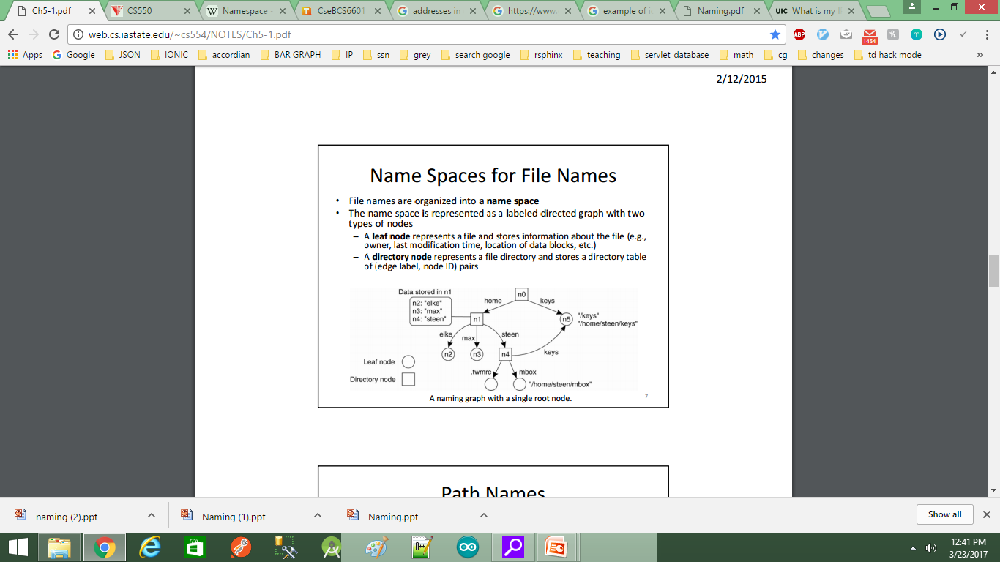 Ch5-1.pdf
CS550
Namespace -
CseBCS6601
addresses in
https://www.
example of i
Naming.pdf
UIC What is my I
web.cs.iastate.edu/~cs554/NOTES/Ch5-1.pdf
ABP
1454
m
Apps Google JSON IONIC accordian BAR GRAPH IP ssn grey search google rsphinx teaching servlet_database math cg changes td hack mode »
2/12/2015
Name Spaces for File Names
• File names are organized into a name space
• The name space is represented as a labeled directed graph with two
types of nodes
– A leaf node represents a file and stores information about the file (e.g.,
owner, last modification time, location of data blocks, etc.)
– A directory node represents a file directory and stores a directory table
of (edge label, node ID) pairs
Data stored in n1
n2: "elke"
n3: "max"
n4: "steen"
n0
home
keys
n1
n5
"/keys"
"/home/steen/keys"
elke
max
steen
n2
n3
n4
keys
Leaf node
Directory node
.twmrc
mbox
"/home/steen/mbox"
A naming graph with a single root node.
7
Path Names
naming (2).ppt
Naming (1).ppt
Naming.ppt
Show all
12:41 PM
3/23/2017